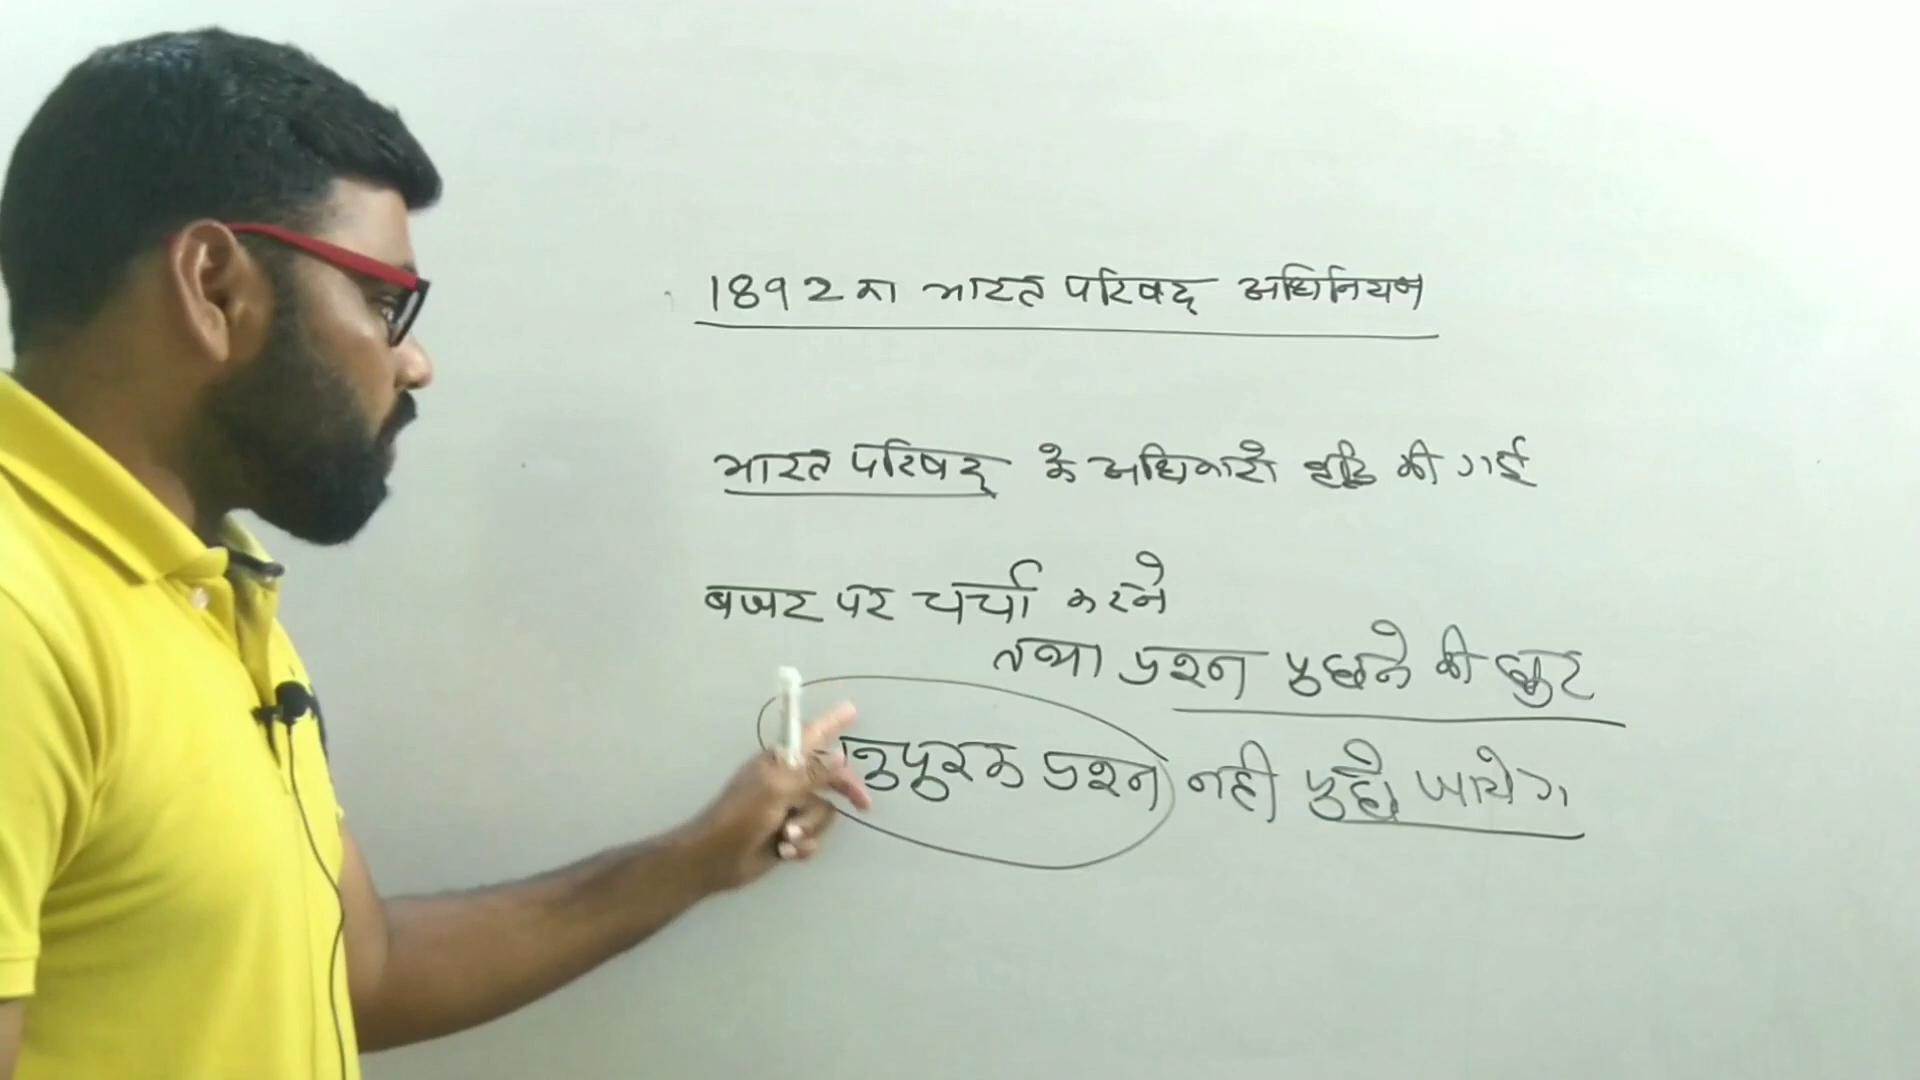 1892 का भारत परिषद् अधिनियम
भारत परिषद् के अधिकारो वृद्धि की गई
बजट पर चर्चा करने
तथा प्रश्न पुछने की छुट
नुपुरक प्रश्न नही पुछे जायेग